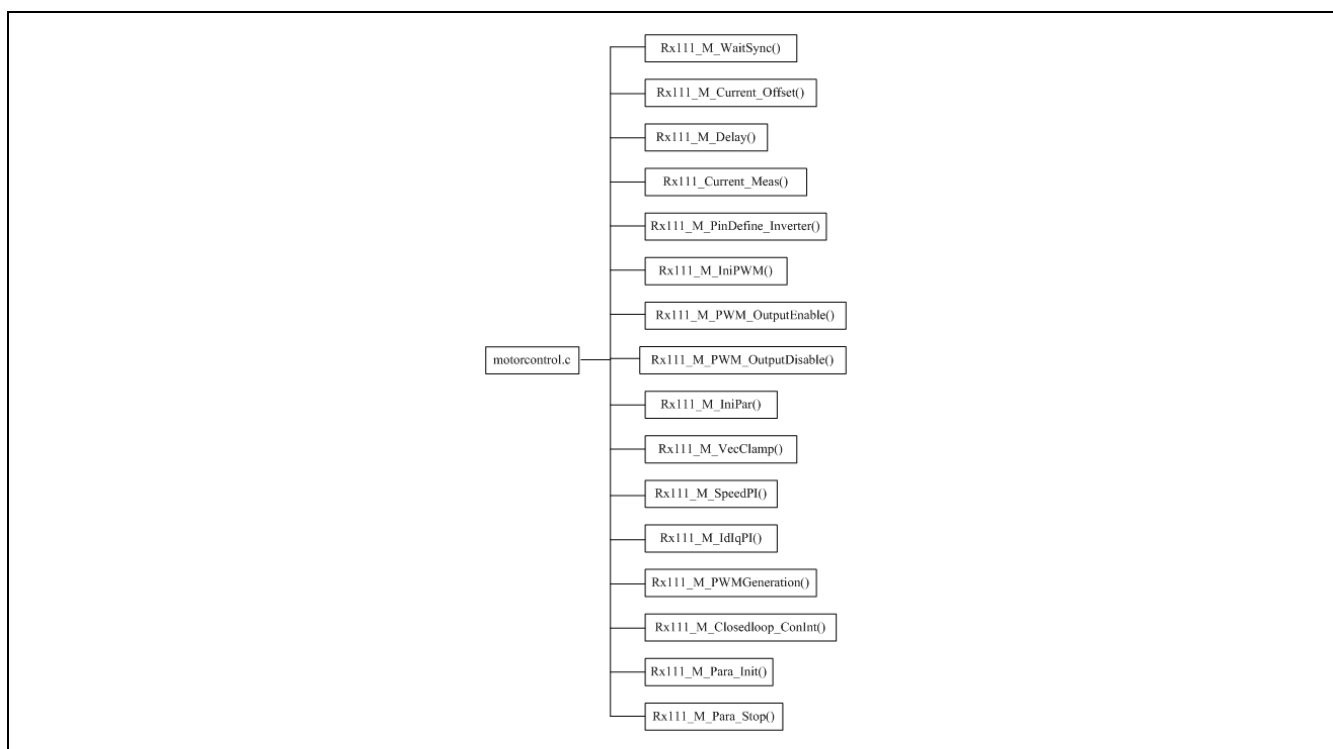 Rx111_M_WaitSync()
Rx111_M_Current_Offset()
Rx111_M_Delay()
Rx111_Current_Meas()
Rx111_M_PinDefine_Inverter()
Rx111_M_IniPWM()
Rx111_M_PWM_OutputEnable()
motorcontrol.c
Rx111_M_PWM_OutputDisable()
Rx111_M_IniPar()
Rx111_M_VecClamp()
Rx111_M_SpeedPI()
Rx111_M_IdIqPI()
Rx111_M_PWMGeneration()
Rx111_M_Closedloop_ConInt()
Rx111_M_Para_Init()
Rx111_M_Para_Stop()